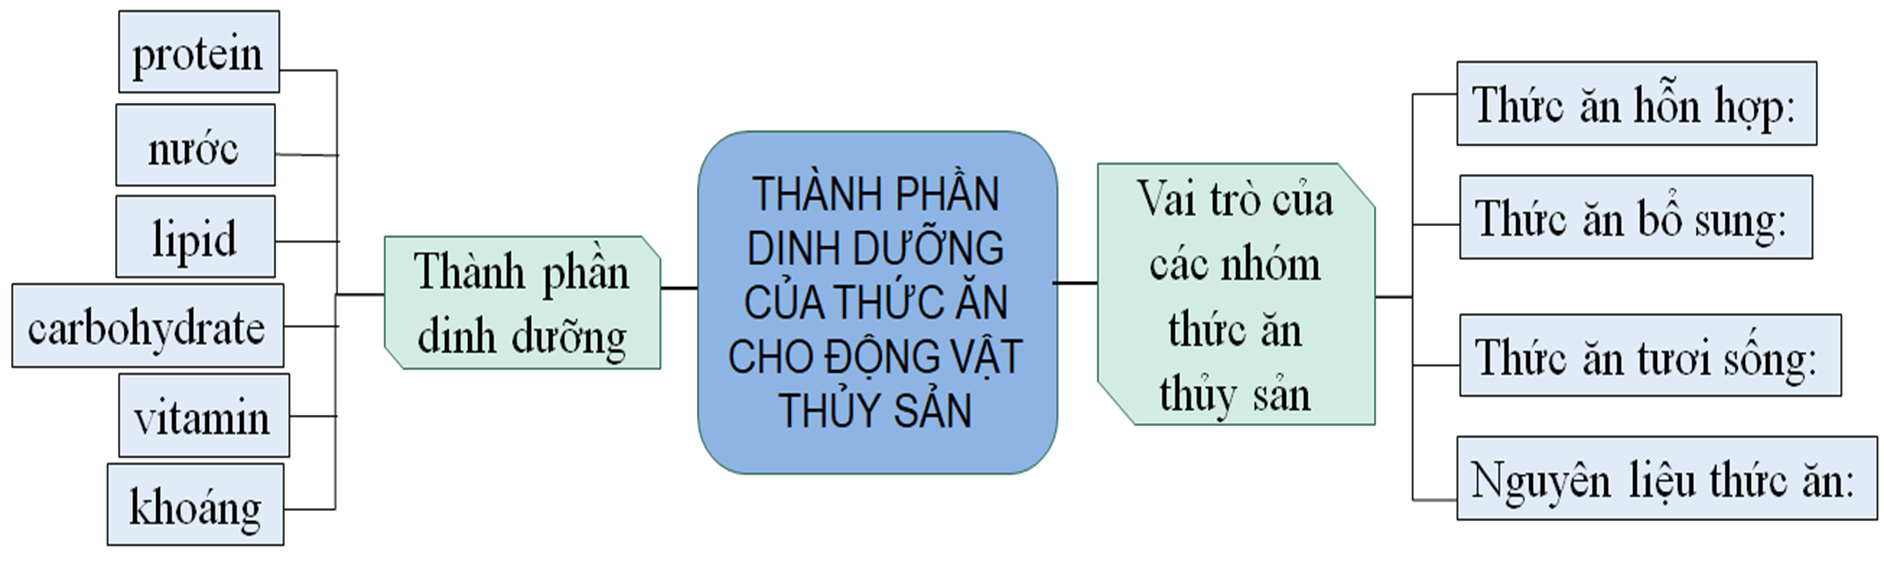 protein
nước
lipid
carbohydrate
vitamin
khoáng
Thành phần
dinh dưỡng
THÀNH PHẦN
DINH DƯỠNG
CỦA THỨC ĂN
CHO ĐỘNG VẬT
THỦY SẢN
Vai trò của
các nhóm
thức ăn
thủy sản
Thức ăn hỗn hợp:
Thức ăn bổ sung:
Thức ăn tươi sống:
Nguyên liệu thức ăn: